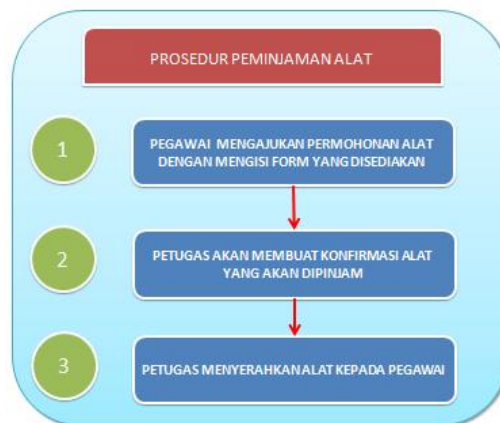 PROSEDUR PEMINJAMAN ALAT
1
PEGAWAI MENGAJUKAN PERMOHONAN ALAT
DENGAN MENGISI FORM YANG DISEDIAKAN
2
PETUGAS AKAN MEMBUAT KONFIRMASI ALAT
YANG AKAN DIPINJAM
3
PETUGAS MENYERAHKAN ALAT KEPADA PEGAWAI